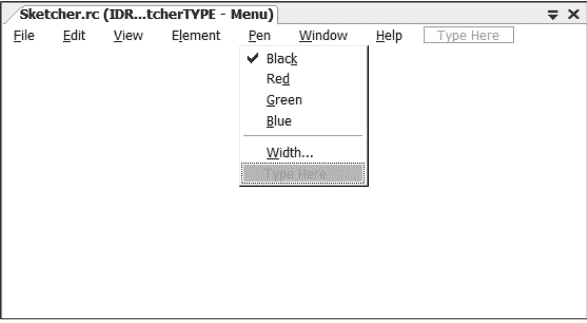 Sketcher.rc (IDR...tcherTYPE - Menu)
File Edit View Element Pen Window Help Type Here
Black
Red
Green
Blue
Width...
Type Here